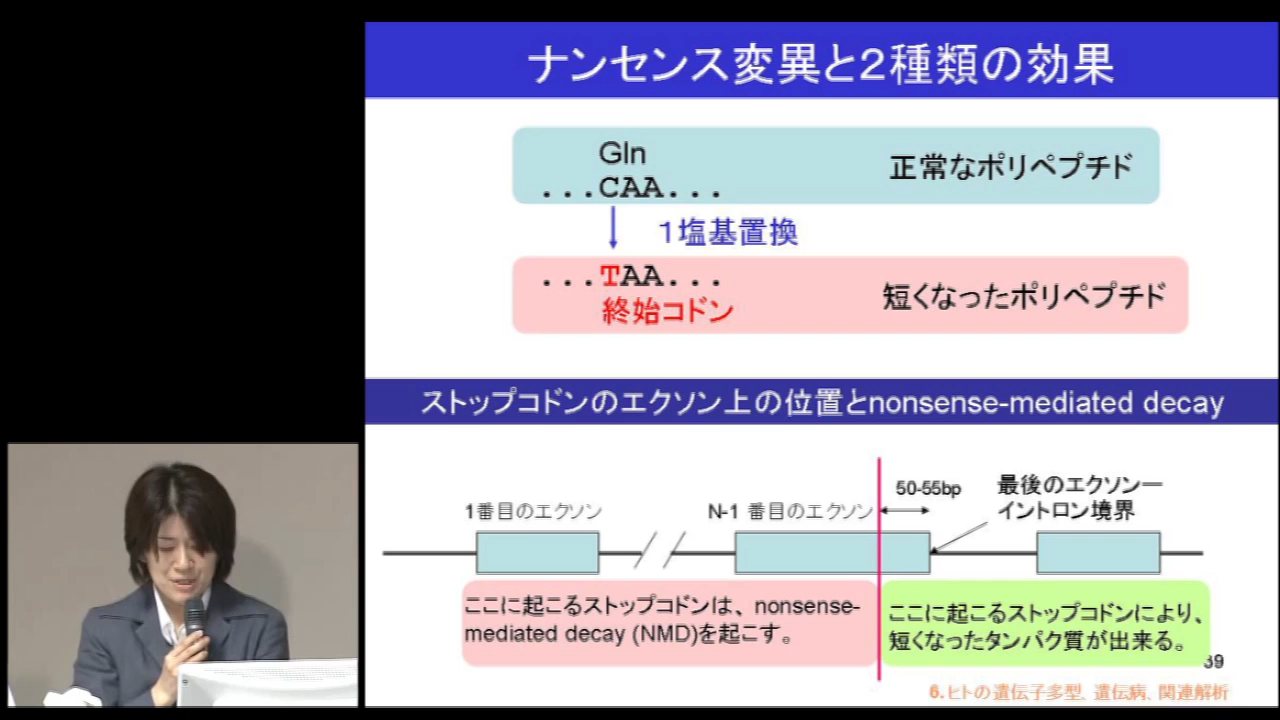 ナンセンス変異と2種類の効果
Gln
...CAA...
正常なポリペプチド
1塩基置換
...TAA...
終始コドン
短くなったポリペプチド
ストップコドンのエクソン上の位置とnonsense-mediated decay
1番目のエクソン
N-1 番目のエクソン
50-55bp
最後のエクソンー
イントロン境界
ここに起こるストップコドンは、nonsense-
mediated decay (NMD)を起こす。
ここに起こるストップコドンにより、
短くなったタンパク質が出来る。
39
6.ヒトの遺伝子多型、遺伝病、関連解析